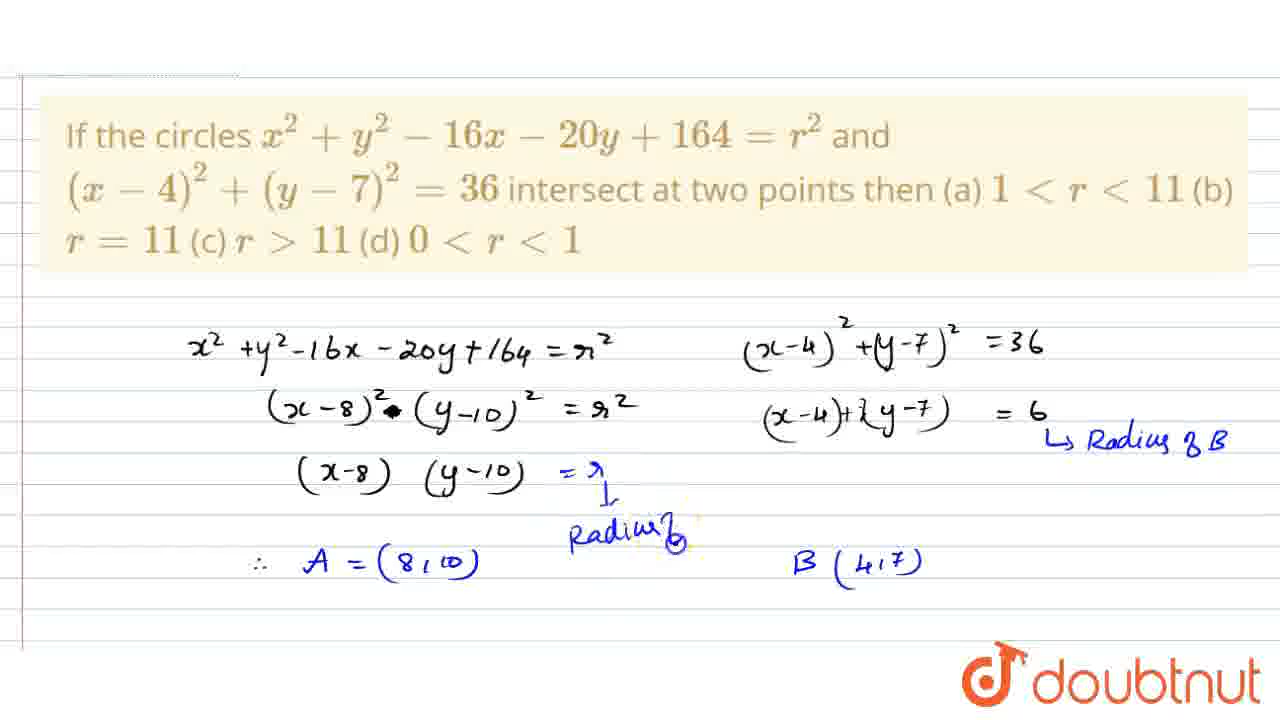 If the circles x² + y² − 16x − 20y + 164 = r² and
(x − 4)² + (y − 7)² = 36 intersect at two points then (a) 1 < r < 11 (b)
r = 11 (c) r > 11 (d) 0 < r < 1
x² + y² - 16x - 20y + 164 = r²
(x-4)² + (y-7)² = 36
(x-8)² (y-10)² = r²
(x-4) + (y-7) = 6
↳ Radius of B
(x-8) (y-10) = r
Radius of
∴ A = (8, 10)
B (4, 7)
doubtnut